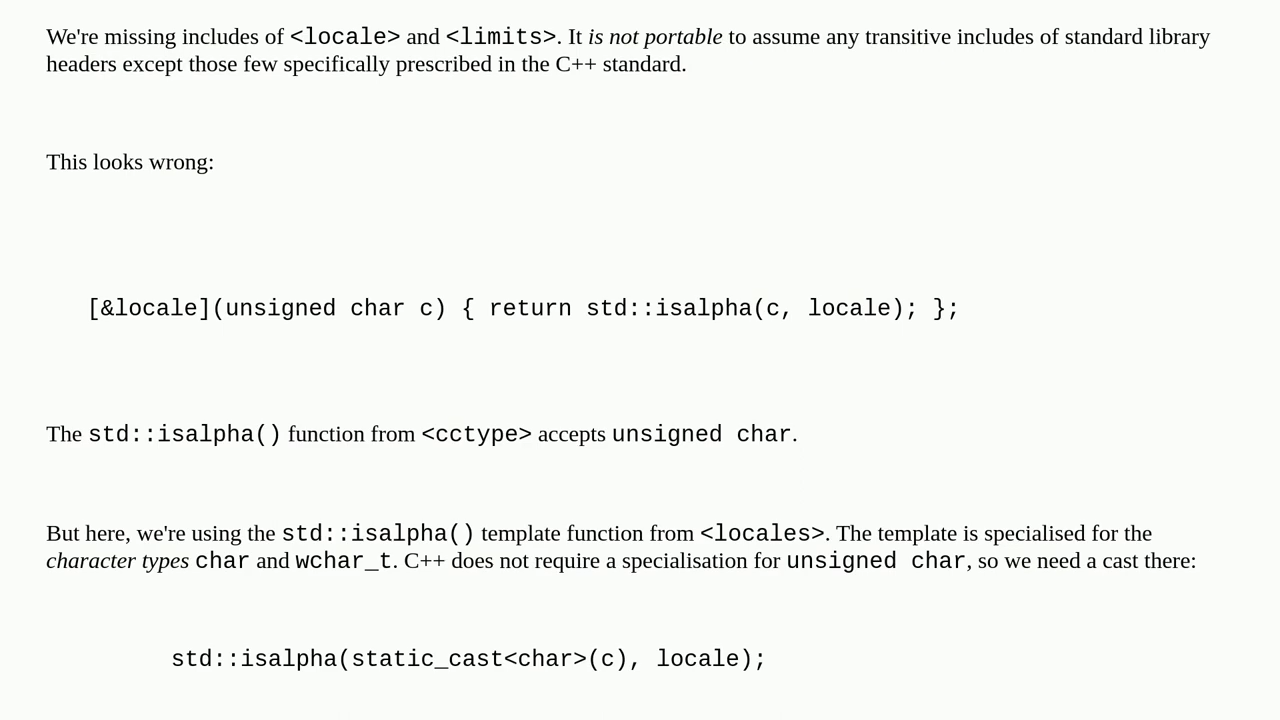 We're missing includes of <locale> and <limits>. It is not portable to assume any transitive includes of standard library
headers except those few specifically prescribed in the C++ standard.
This looks wrong:
[&locale](unsigned char c) { return std::isalpha(c, locale); };
The std::isalpha() function from <cctype> accepts unsigned char.
But here, we're using the std::isalpha() template function from <locales>. The template is specialised for the
character types char and wchar_t. C++ does not require a specialisation for unsigned char, so we need a cast there:
std::isalpha(static_cast<char>(c), locale);